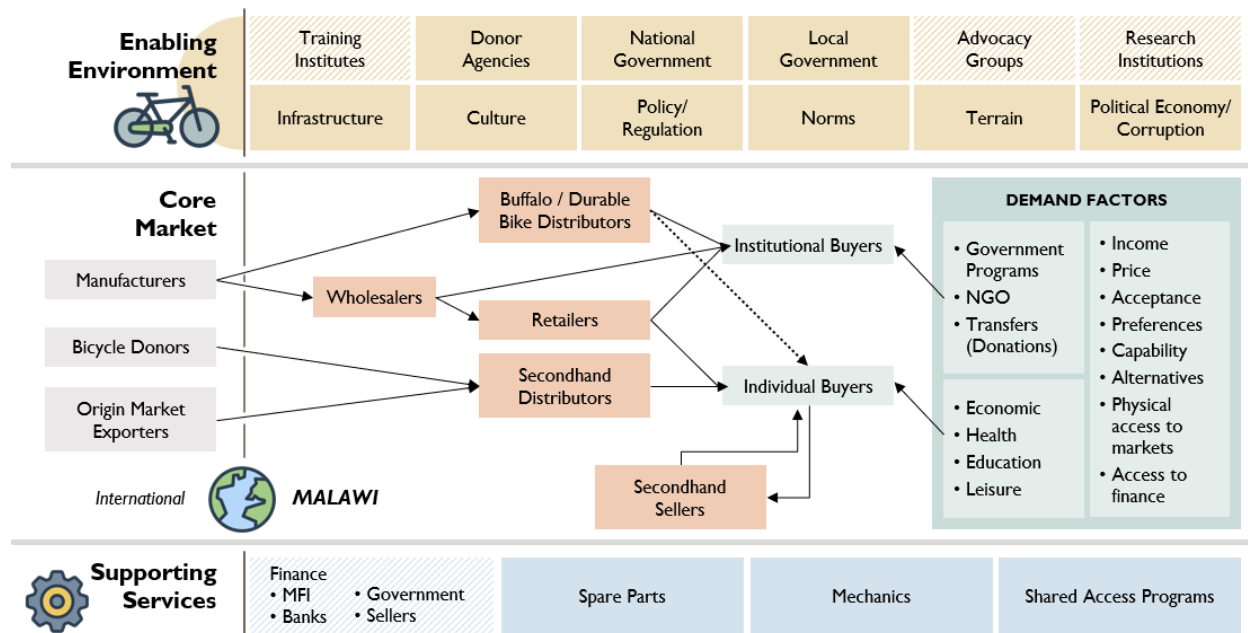 Enabling
Environment
Training
Institutes
Donor
Agencies
National
Government
Local
Government
Advocacy
Groups
Research
Institutions
Infrastructure
Culture
Policy/
Regulation
Norms
Terrain
Political Economy/
Corruption
Core
Market
Manufacturers
Bicycle Donors
Origin Market
Exporters
International
MALAWI
Wholesalers
Buffalo / Durable
Bike Distributors
Retailers
Secondhand
Distributors
Institutional Buyers
Individual Buyers
Secondhand
Sellers
DEMAND FACTORS
• Government
Programs
• NGO
• Transfers
(Donations)
• Economic
• Health
• Education
• Leisure
• Income
• Price
• Acceptance
• Preferences
• Capability
• Alternatives
• Physical
access to
markets
• Access to
finance
Supporting
Services
Finance
• MFI
• Banks
• Government
• Sellers
Spare Parts
Mechanics
Shared Access Programs